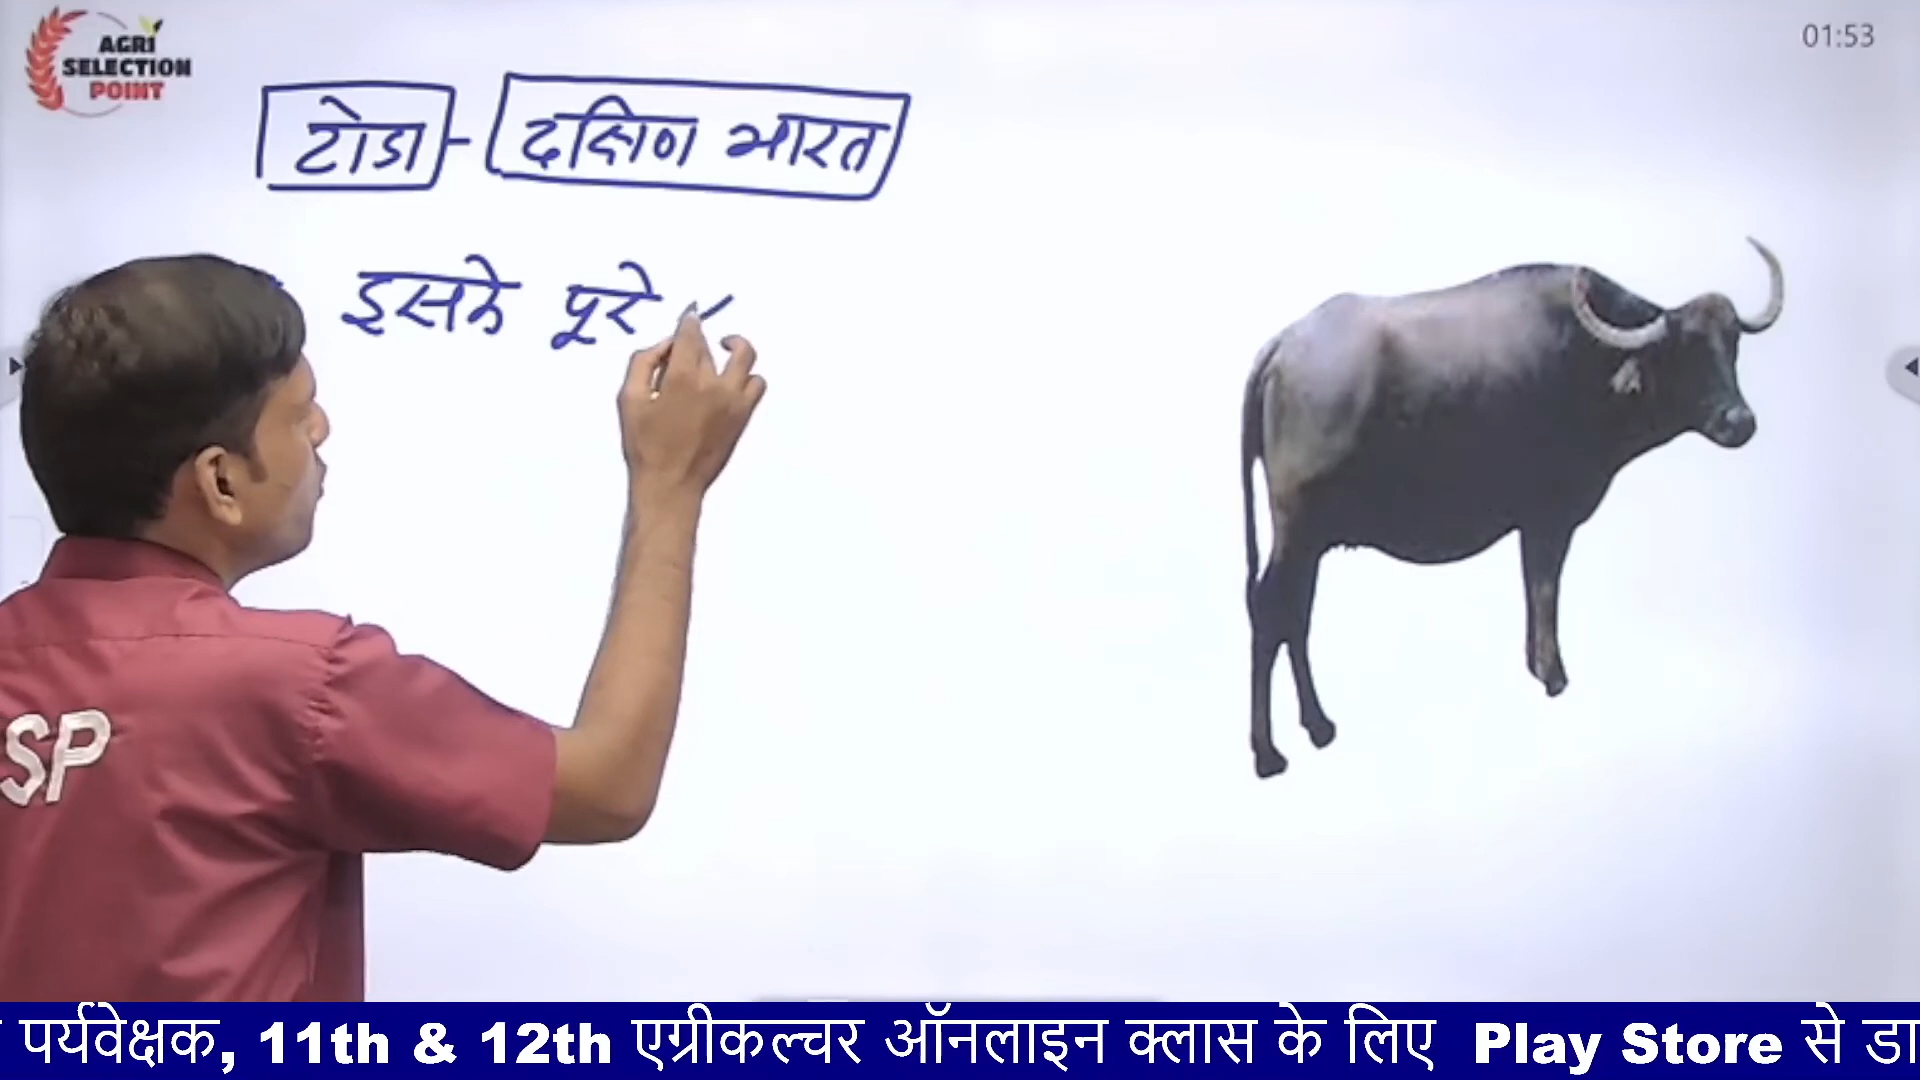 AGRI
SELECTION
POINT
01:53
टोडा - दक्षिण भारत
इसके पूरे
SP
पर्यवेक्षक, 11th & 12th एग्रीकल्चर ऑनलाइन क्लास के लिए Play Store से डा